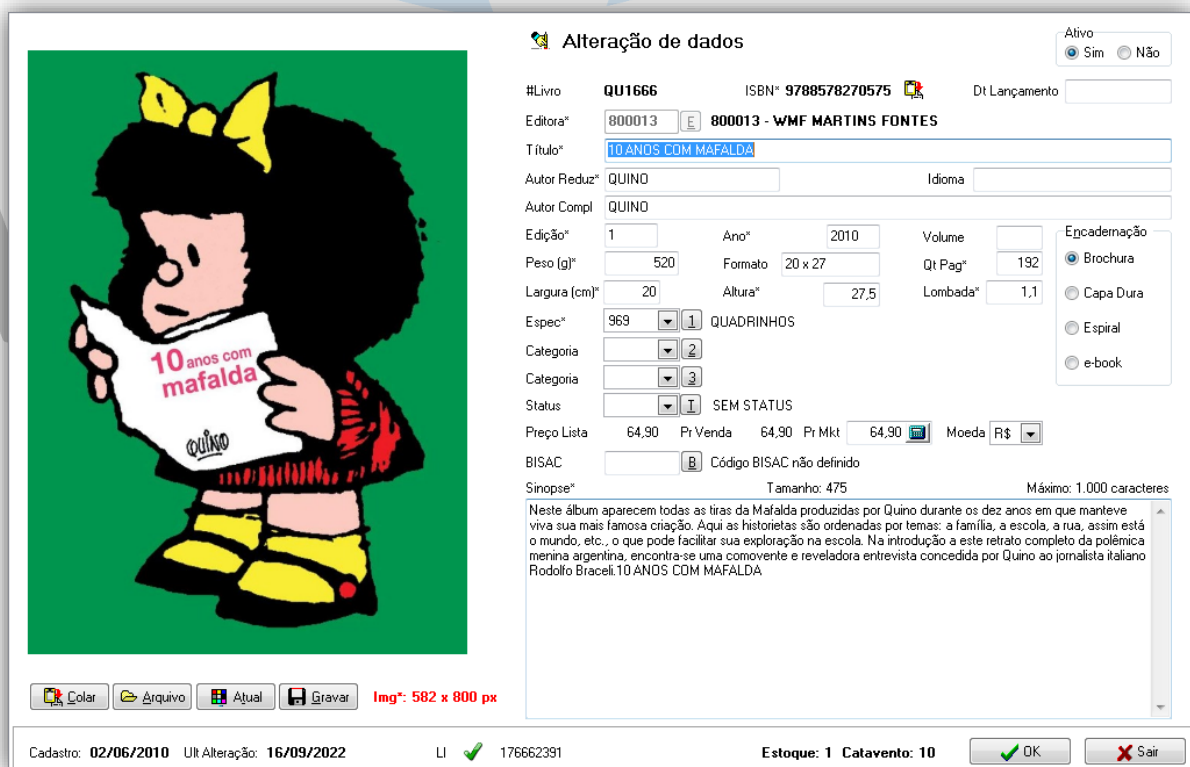 Alteração de dados
Ativo
Sim Não
#Livro QU1666 ISBN* 9788578270575 Dt Lançamento
Editora* 800013 E 800013 - WMF MARTINS FONTES
Título* 10 ANOS COM MAFALDA
Autor Reduz* QUINO Idioma
Autor Compl QUINO
Edição* 1 Ano* 2010 Volume
Encadernação
Peso (g)* 520 Formato 20 x 27 Qt Pag* 192
Brochura
Largura (cm)* 20 Altura* 27,5 Lombada* 1,1
Capa Dura
Espec* 969 1 QUADRINHOS
Espiral
Categoria 2
e-book
Categoria 3
Status T SEM STATUS
Preço Lista 64,90 Pr Venda 64,90 Pr Mkt 64,90 Moeda R$
BISAC B Código BISAC não definido
Sinopse* Tamanho: 475 Máximo: 1.000 caracteres
Neste álbum aparecem todas as tiras da Mafalda produzidas por Quino durante os dez anos em que manteve
viva sua mais famosa criação. Aqui as historietas são ordenadas por temas: a família, a escola, a rua, assim está
o mundo, etc., o que pode facilitar sua exploração na escola. Na introdução a este retrato completo da polêmica
menina argentina, encontra-se uma comovente e reveladora entrevista concedida por Quino ao jornalista italiano
Rodolfo Braceli.10 ANOS COM MAFALDA
10 anos com
mafalda
QUINO
Colar Arquivo Atual Gravar Img*: 582 x 800 px
Cadastro: 02/06/2010 Ult Alteração: 16/09/2022 LI 176662391 Estoque: 1 Catavento: 10 OK Sair